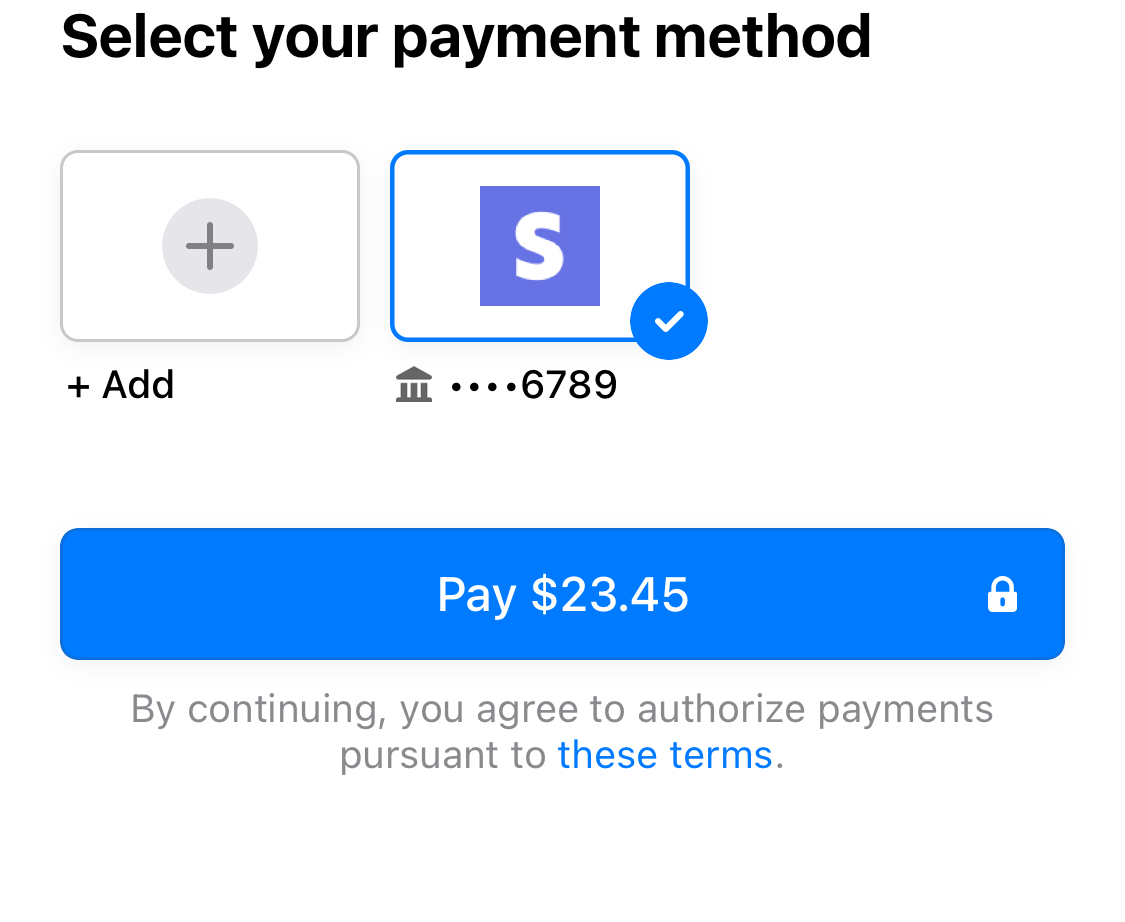 Select your payment method
S
+ Add
••••6789
Pay $23.45
By continuing, you agree to authorize payments
pursuant to these terms.